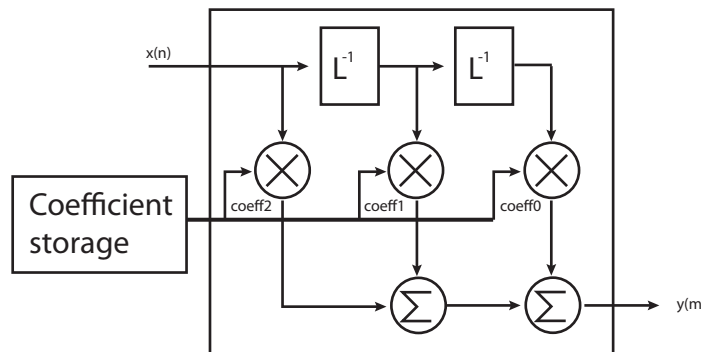 x(n)
L⁻¹
L⁻¹
Coefficient
storage
coeff2
coeff1
coeff0
Σ
Σ
y(m